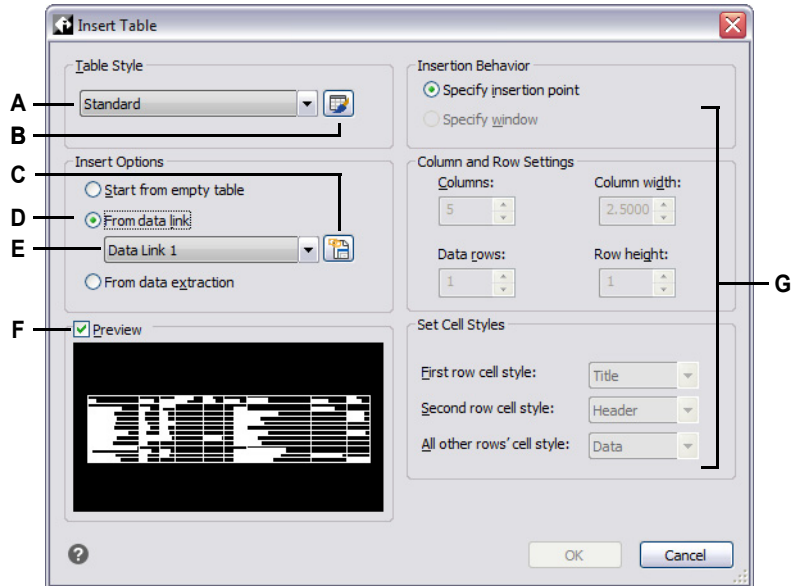 Insert Table
Table Style
A
Standard
B
C
Insert Options
Start from empty table
D
From data link
E
Data Link 1
From data extraction
F
Preview
Insertion Behavior
Specify insertion point
Specify window
Column and Row Settings
Columns:
Column width:
5
2.5000
Data rows:
Row height:
1
1
G
Set Cell Styles
First row cell style:
Title
Second row cell style:
Header
All other rows' cell style:
Data
?
OK
Cancel